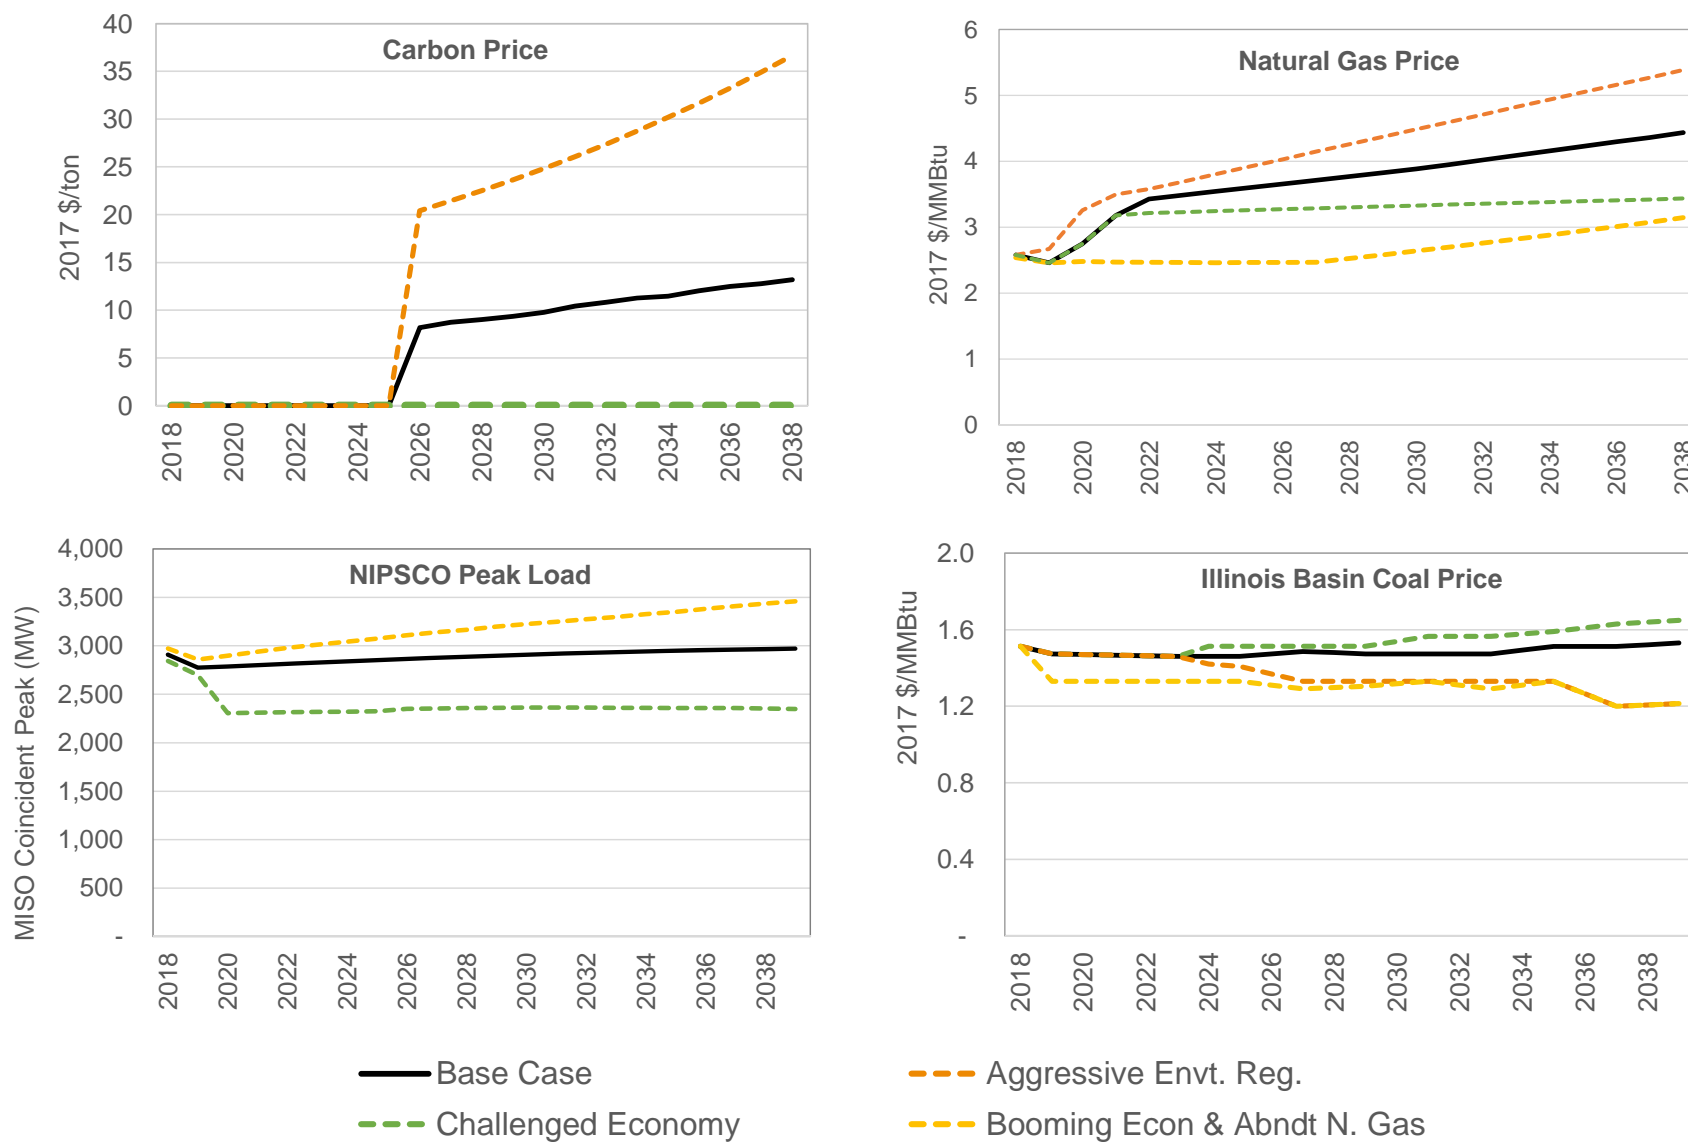 Carbon Price
2017 $/ton
40
35
30
25
20
15
10
5
0
2018 2020 2022 2024 2026 2028 2030 2032 2034 2036 2038
Natural Gas Price
2017 $/MMBtu
6
5
4
3
2
1
0
2018 2020 2022 2024 2026 2028 2030 2032 2034 2036 2038
NIPSCO Peak Load
MISO Coincident Peak (MW)
4,000
3,500
3,000
2,500
2,000
1,500
1,000
500
-
2018 2020 2022 2024 2026 2028 2030 2032 2034 2036 2038
Illinois Basin Coal Price
2017 $/MMBtu
2.0
1.6
1.2
0.8
0.4
-
2018 2020 2022 2024 2026 2028 2030 2032 2034 2036 2038
Base Case
Aggressive Envt. Reg.
Challenged Economy
Booming Econ & Abndt N. Gas